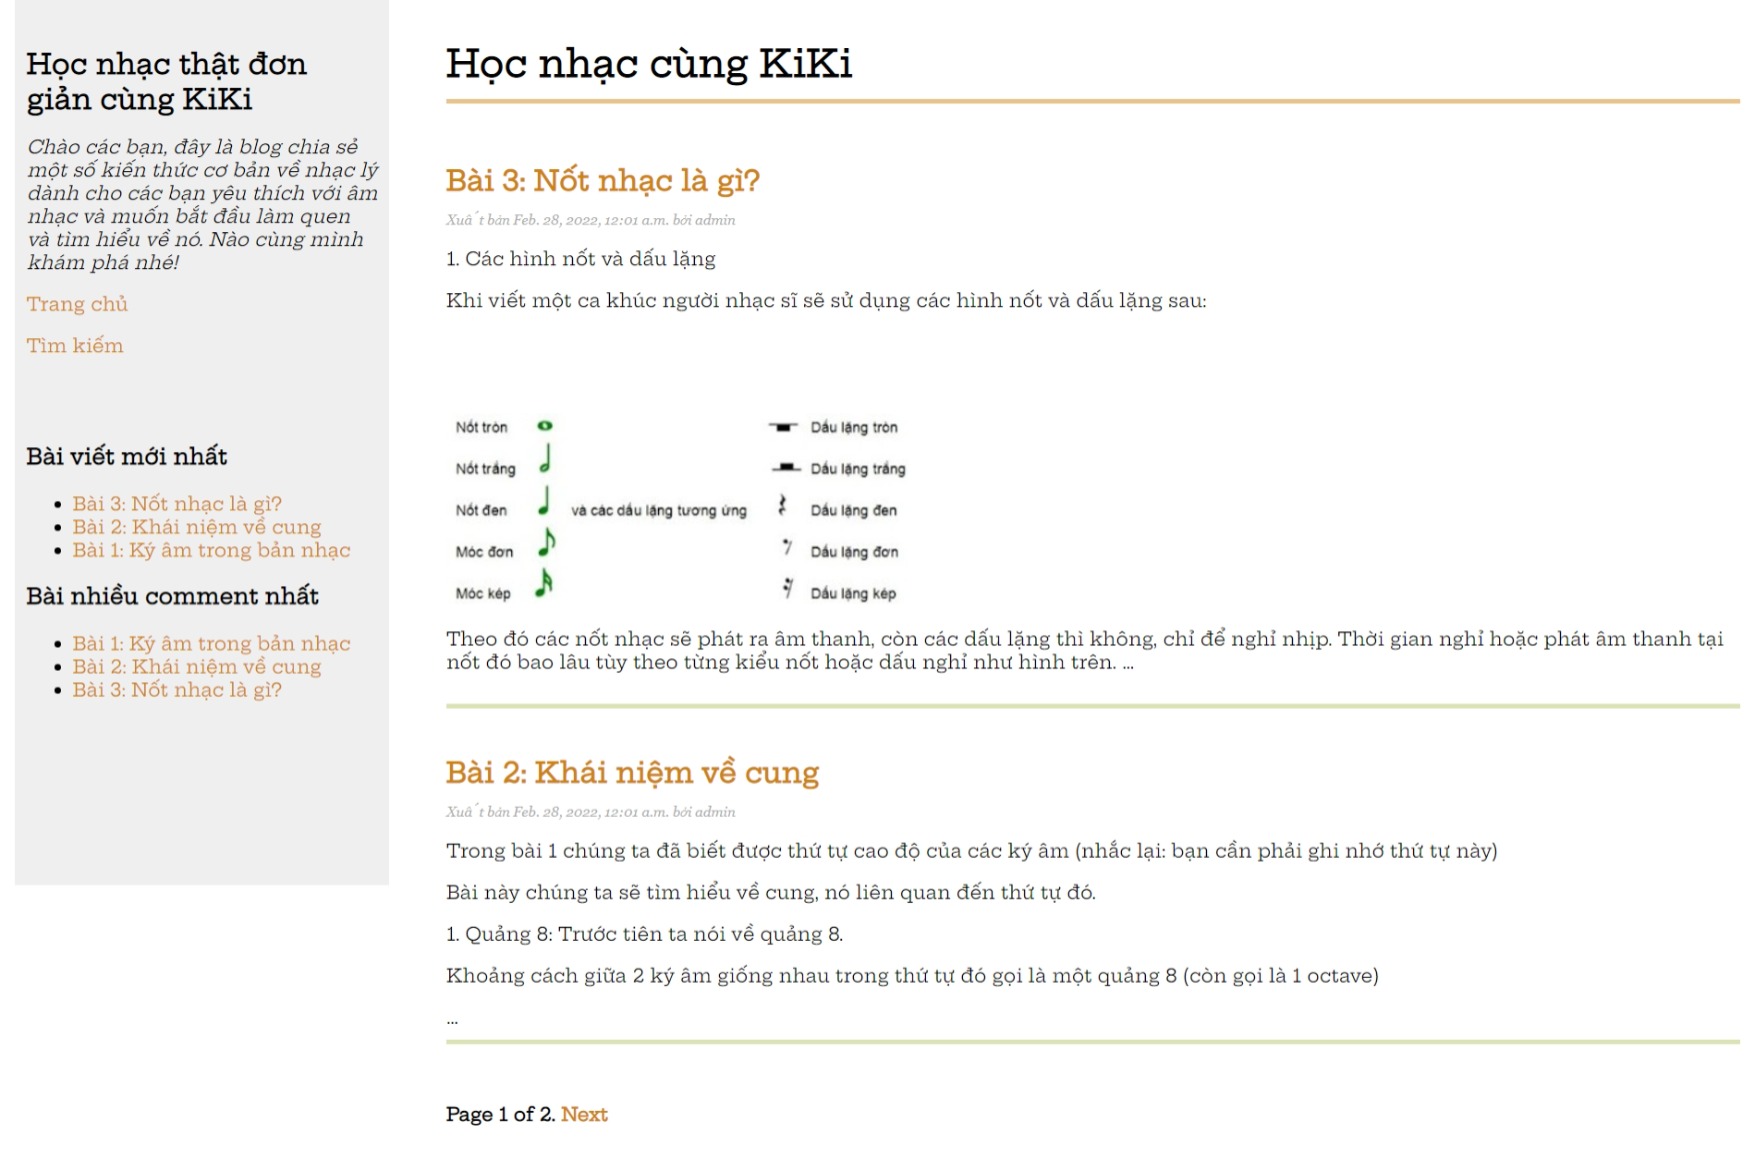 Học nhạc thật đơn
giản cùng KiKi
Chào các bạn, đây là blog chia sẻ
một số kiến thức cơ bản về nhạc lý
dành cho các bạn yêu thích với âm
nhạc và muốn bắt đầu làm quen
và tìm hiểu về nó. Nào cùng mình
khám phá nhé!
Trang chủ
Tìm kiếm
Bài viết mới nhất
Bài 3: Nốt nhạc là gì?
Bài 2: Khái niệm về cung
Bài 1: Ký âm trong bản nhạc
Bài nhiều comment nhất
Bài 1: Ký âm trong bản nhạc
Bài 2: Khái niệm về cung
Bài 3: Nốt nhạc là gì?
Học nhạc cùng KiKi
Bài 3: Nốt nhạc là gì?
Xuất bản Feb. 28, 2022, 12:01 a.m. bởi admin
1. Các hình nốt và dấu lặng
Khi viết một ca khúc người nhạc sĩ sẽ sử dụng các hình nốt và dấu lặng sau:
Nốt tròn Dấu lặng tròn
Nốt trắng Dấu lặng trắng
Nốt đen và các dấu lặng tương ứng Dấu lặng đen
Móc đơn Dấu lặng đơn
Móc kép Dấu lặng kép
Theo đó các nốt nhạc sẽ phát ra âm thanh, còn các dấu lặng thì không, chỉ để nghỉ nhịp. Thời gian nghỉ hoặc phát âm thanh tại
nốt đó bao lâu tùy theo từng kiểu nốt hoặc dấu nghỉ như hình trên. ...
Bài 2: Khái niệm về cung
Xuất bản Feb. 28, 2022, 12:01 a.m. bởi admin
Trong bài 1 chúng ta đã biết được thứ tự cao độ của các ký âm (nhắc lại: bạn cần phải ghi nhớ thứ tự này)
Bài này chúng ta sẽ tìm hiểu về cung, nó liên quan đến thứ tự đó.
1. Quảng 8: Trước tiên ta nói về quảng 8.
Khoảng cách giữa 2 ký âm giống nhau trong thứ tự đó gọi là một quảng 8 (còn gọi là 1 octave)
...
Page 1 of 2. Next